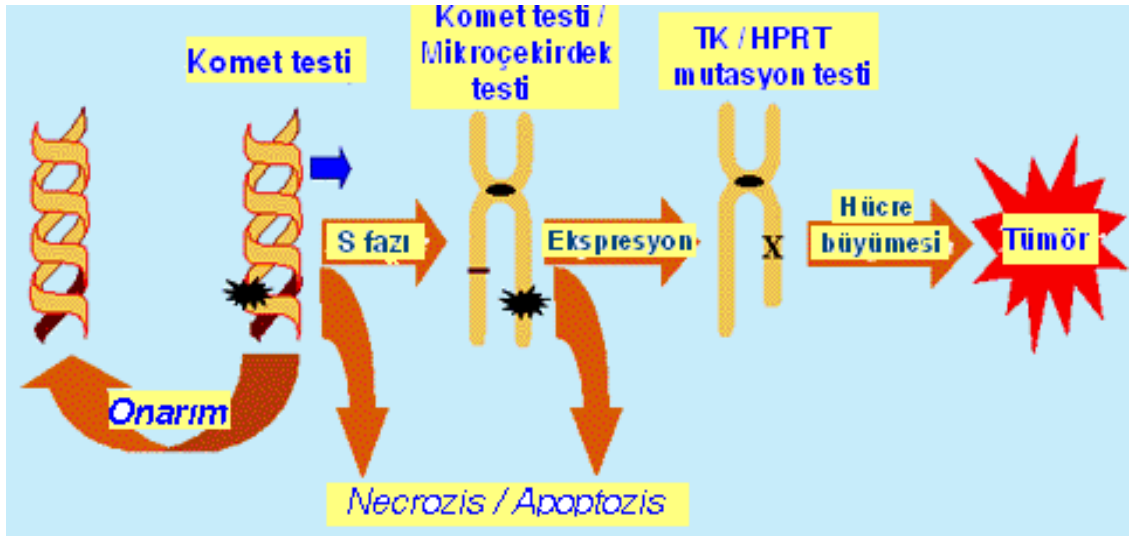 Komet testi
Komet testi /
Mikroçekirdek
testi
TK / HPRT
mutasyon testi
S fazı
Ekspresyon
X
Hücre
büyümesi
Tümör
Onarım
Necrozis / Apoptozis